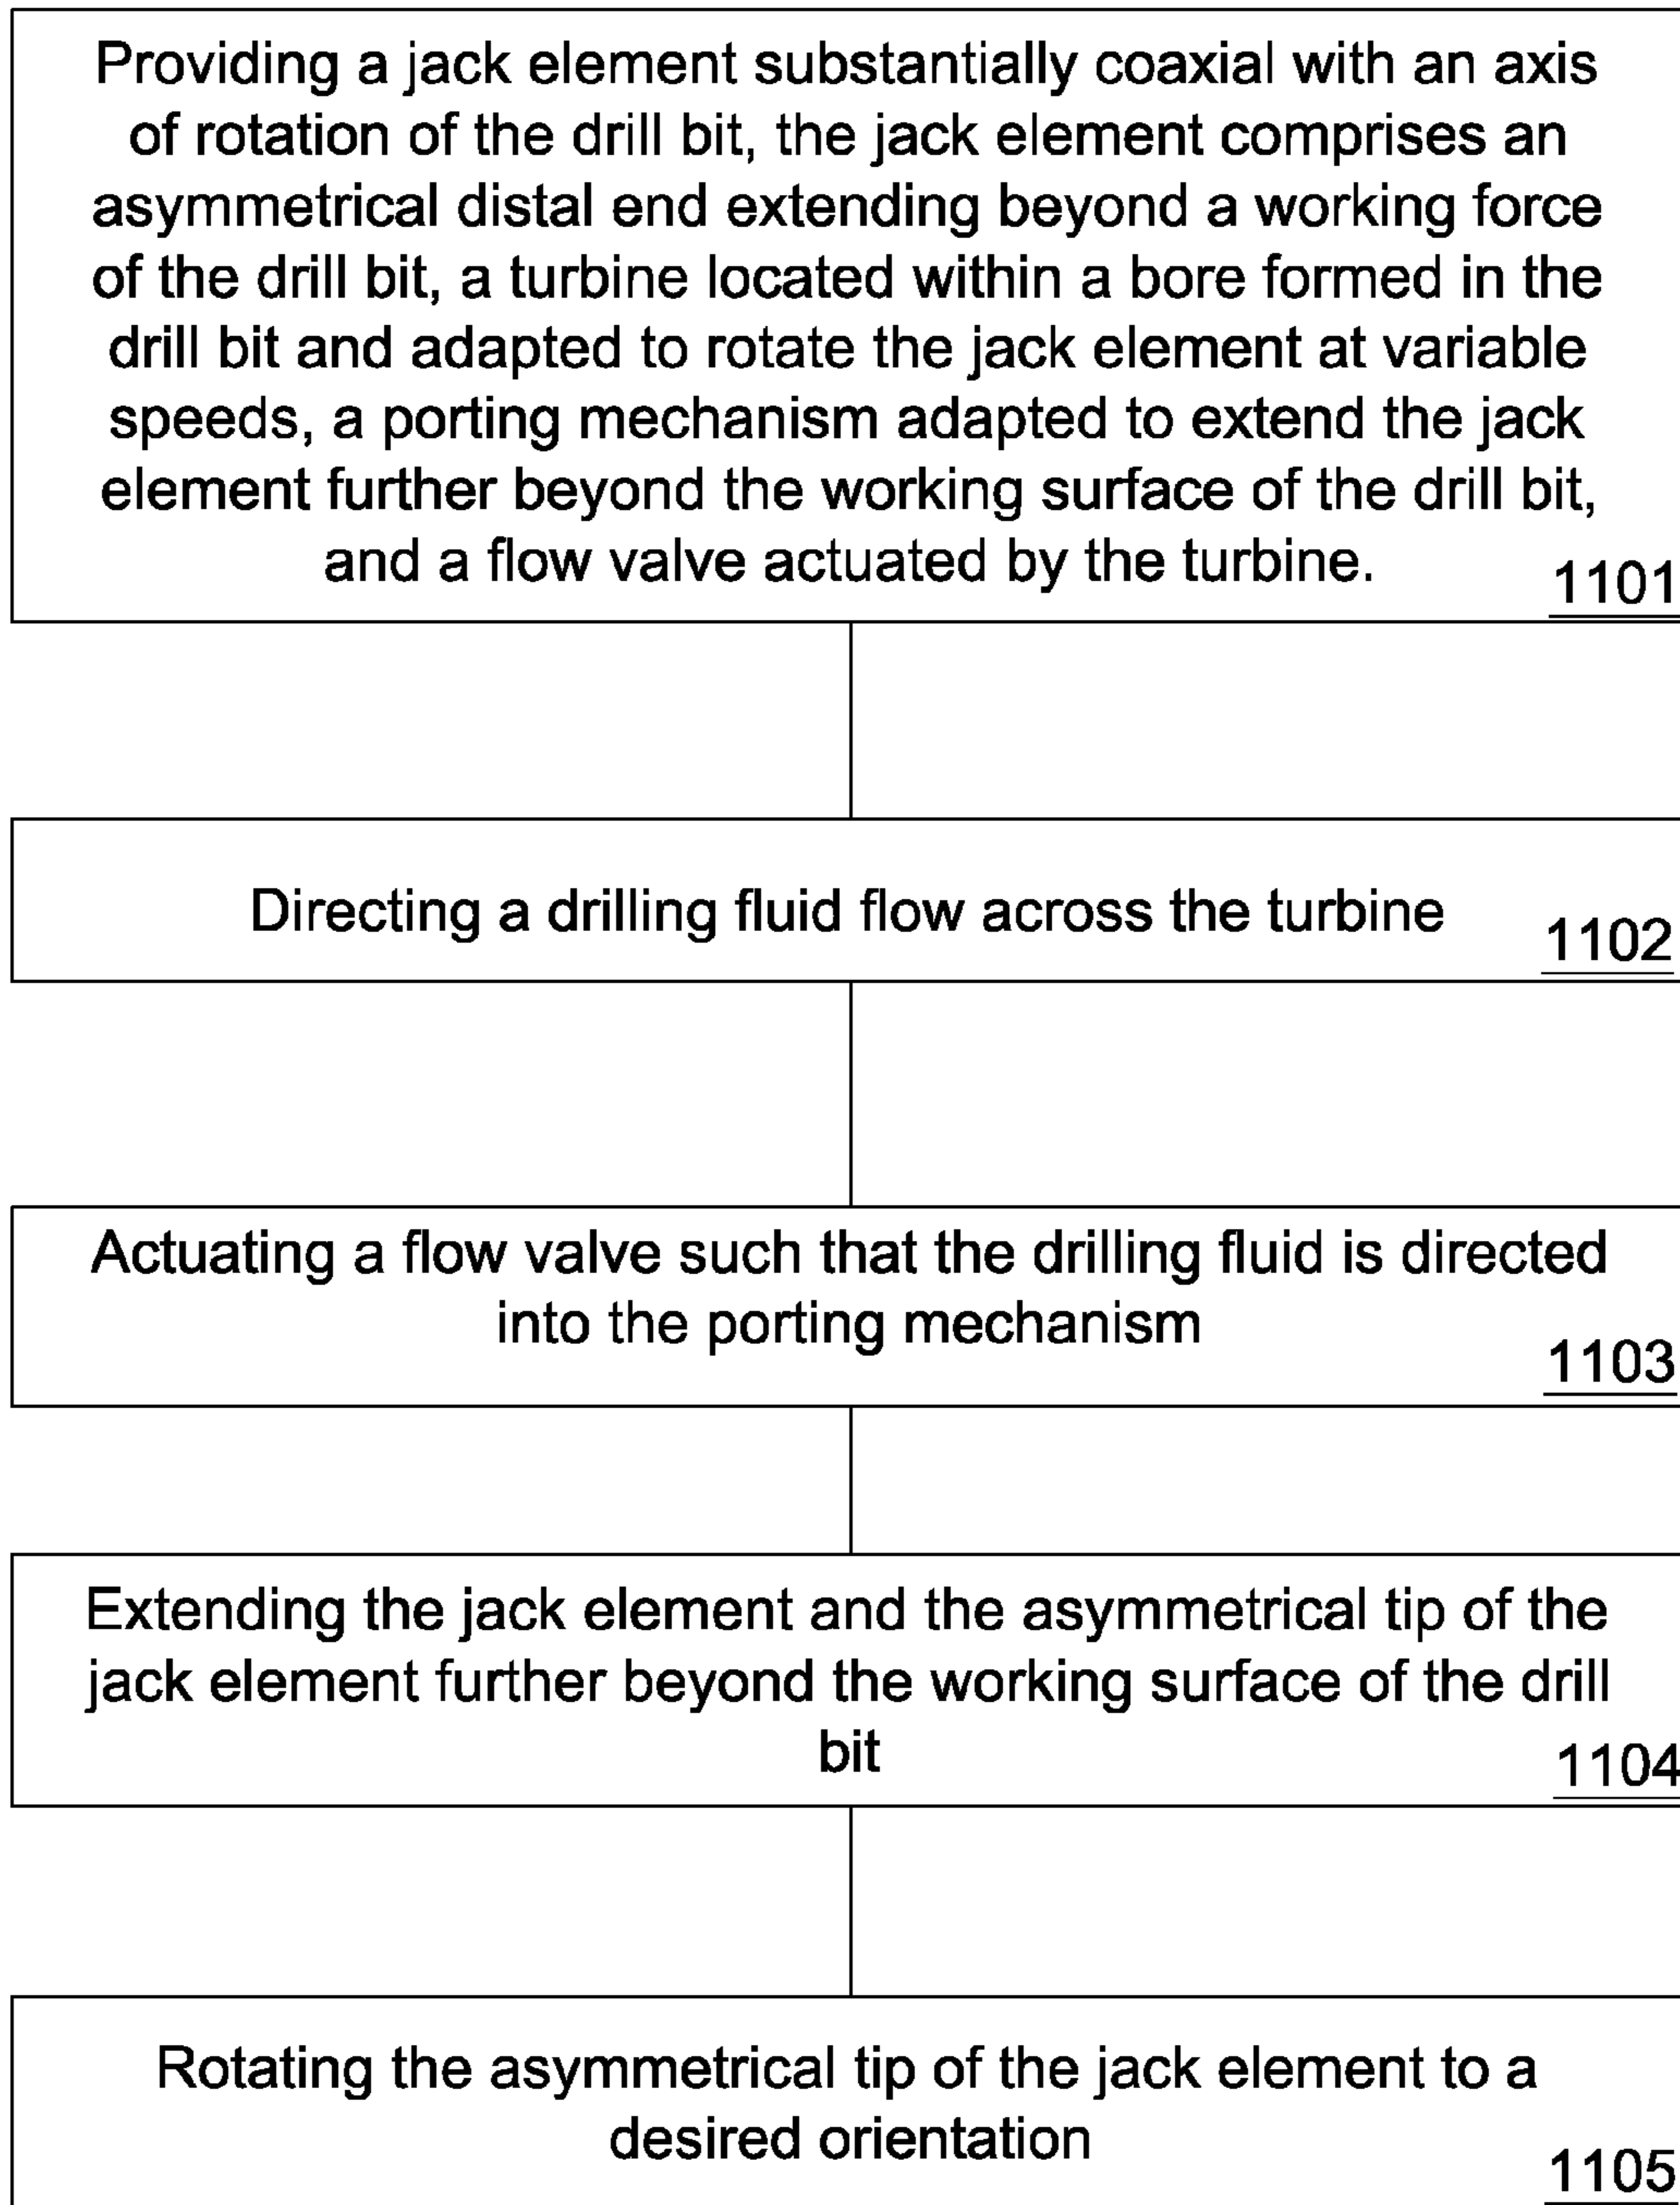 Providing a jack element substantially coaxial with an axis
of rotation of the drill bit, the jack element comprises an
asymmetrical distal end extending beyond a working force
of the drill bit, a turbine located within a bore formed in the
drill bit and adapted to rotate the jack element at variable
speeds, a porting mechanism adapted to extend the jack
element further beyond the working surface of the drill bit,
and a flow valve actuated by the turbine.
1101
Directing a drilling fluid flow across the turbine
1102
Actuating a flow valve such that the drilling fluid is directed
into the porting mechanism
1103
Extending the jack element and the asymmetrical tip of the
jack element further beyond the working surface of the drill
bit
1104
Rotating the asymmetrical tip of the jack element to a
desired orientation
1105